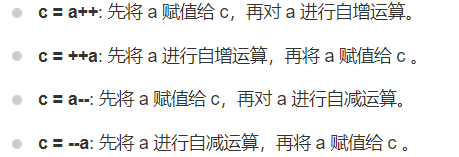 c = a++: 先将 a 赋值给 c，再对 a 进行自增运算。
c = ++a: 先将 a 进行自增运算，再将 a 赋值给 c 。
c = a--: 先将 a 赋值给 c，再对 a 进行自减运算。
c = --a: 先将 a 进行自减运算，再将 a 赋值给 c 。